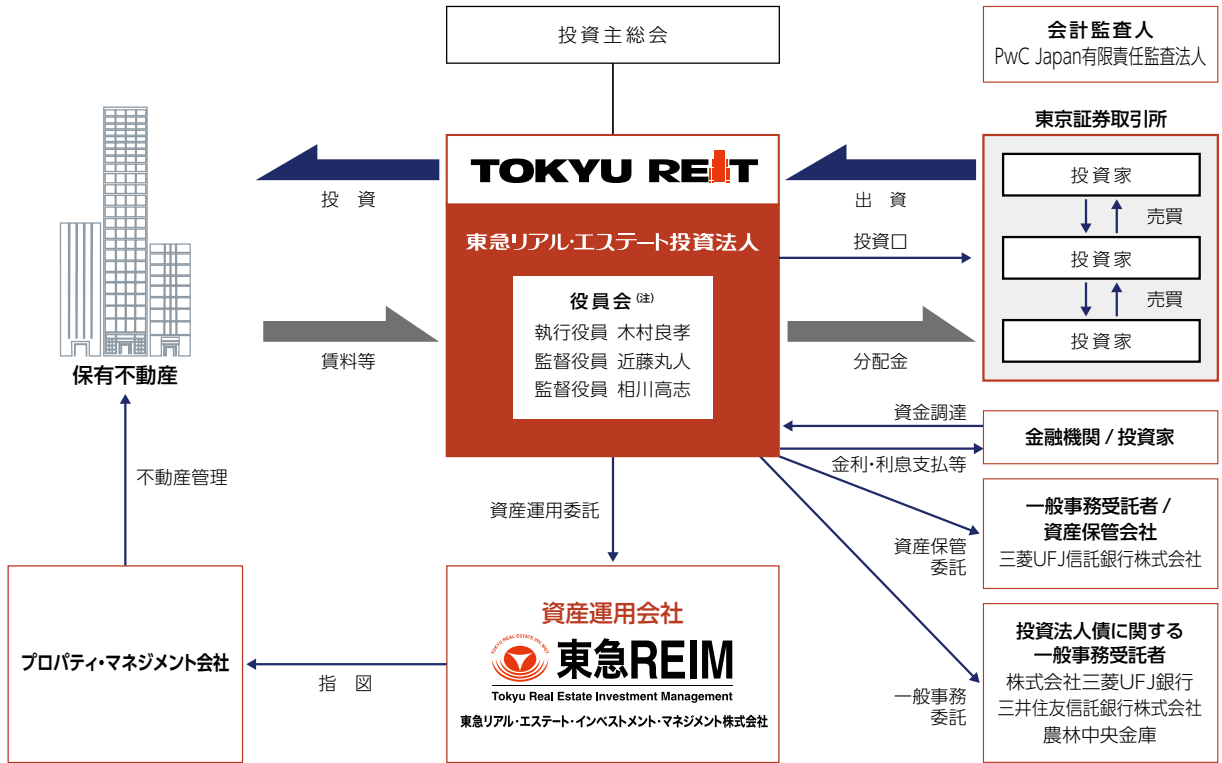 投資主総会
会計監査人
PwC Japan有限責任監査法人
東京証券取引所
投資家
売買
投資家
売買
投資家
TOKYU REIT
東急リアル・エステート投資法人
役員会(注)
執行役員 木村良孝
監督役員 近藤丸人
監督役員 相川高志
投 資
出 資
投資口
賃料等
分配金
保有不動産
資金調達
金融機関 / 投資家
金利・利息支払等
不動産管理
資産運用委託
一般事務受託者 /
資産保管会社
三菱UFJ信託銀行株式会社
資産保管
委託
プロパティ・マネジメント会社
指 図
資産運用会社
TOKYU REAL ESTATE INV.MGT.
東急REIM
Tokyu Real Estate Investment Management
東急リアル・エステート・インベストメント・マネジメント株式会社
一般事務
委託
投資法人債に関する
一般事務受託者
株式会社三菱UFJ銀行
三井住友信託銀行株式会社
農林中央金庫